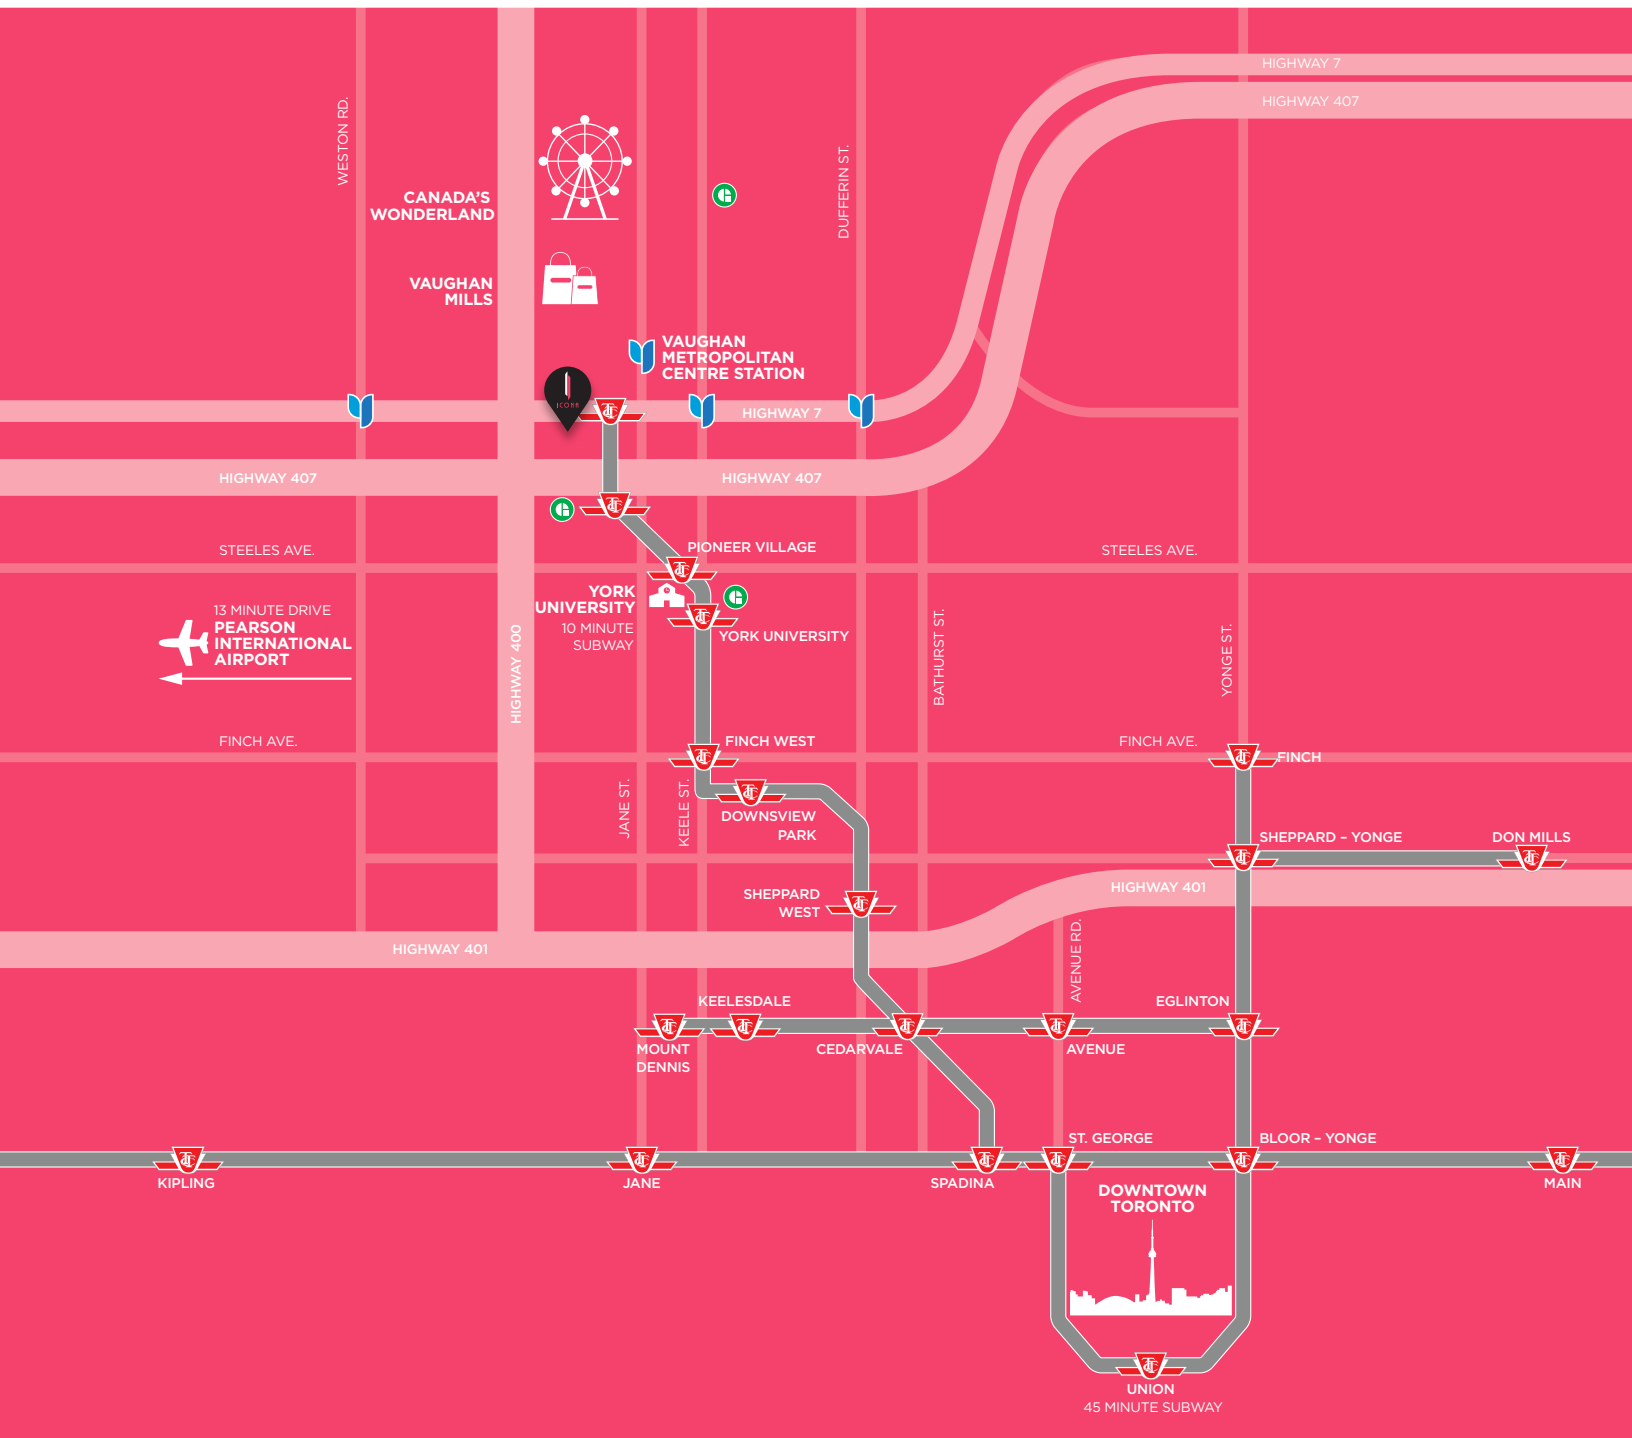 HIGHWAY 7
HIGHWAY 407
WESTON RD.
DUFFERIN ST.
CANADA'S
WONDERLAND
VAUGHAN
MILLS
VAUGHAN
METROPOLITAN
CENTRE STATION
ICONA
HIGHWAY 7
HIGHWAY 407
HIGHWAY 407
STEELES AVE.
PIONEER VILLAGE
STEELES AVE.
YORK
UNIVERSITY
10 MINUTE
SUBWAY
YORK UNIVERSITY
13 MINUTE DRIVE
PEARSON
INTERNATIONAL
AIRPORT
HIGHWAY 400
BATHURST ST.
YONGE ST.
FINCH AVE.
FINCH WEST
FINCH AVE.
FINCH
JANE ST.
KEELE ST.
DOWNSVIEW
PARK
SHEPPARD – YONGE
DON MILLS
SHEPPARD
WEST
HIGHWAY 401
HIGHWAY 401
AVENUE RD.
KEELESDALE
EGLINTON
MOUNT
DENNIS
CEDARVALE
AVENUE
ST. GEORGE
BLOOR – YONGE
KIPLING
JANE
SPADINA
MAIN
DOWNTOWN
TORONTO
UNION
45 MINUTE SUBWAY